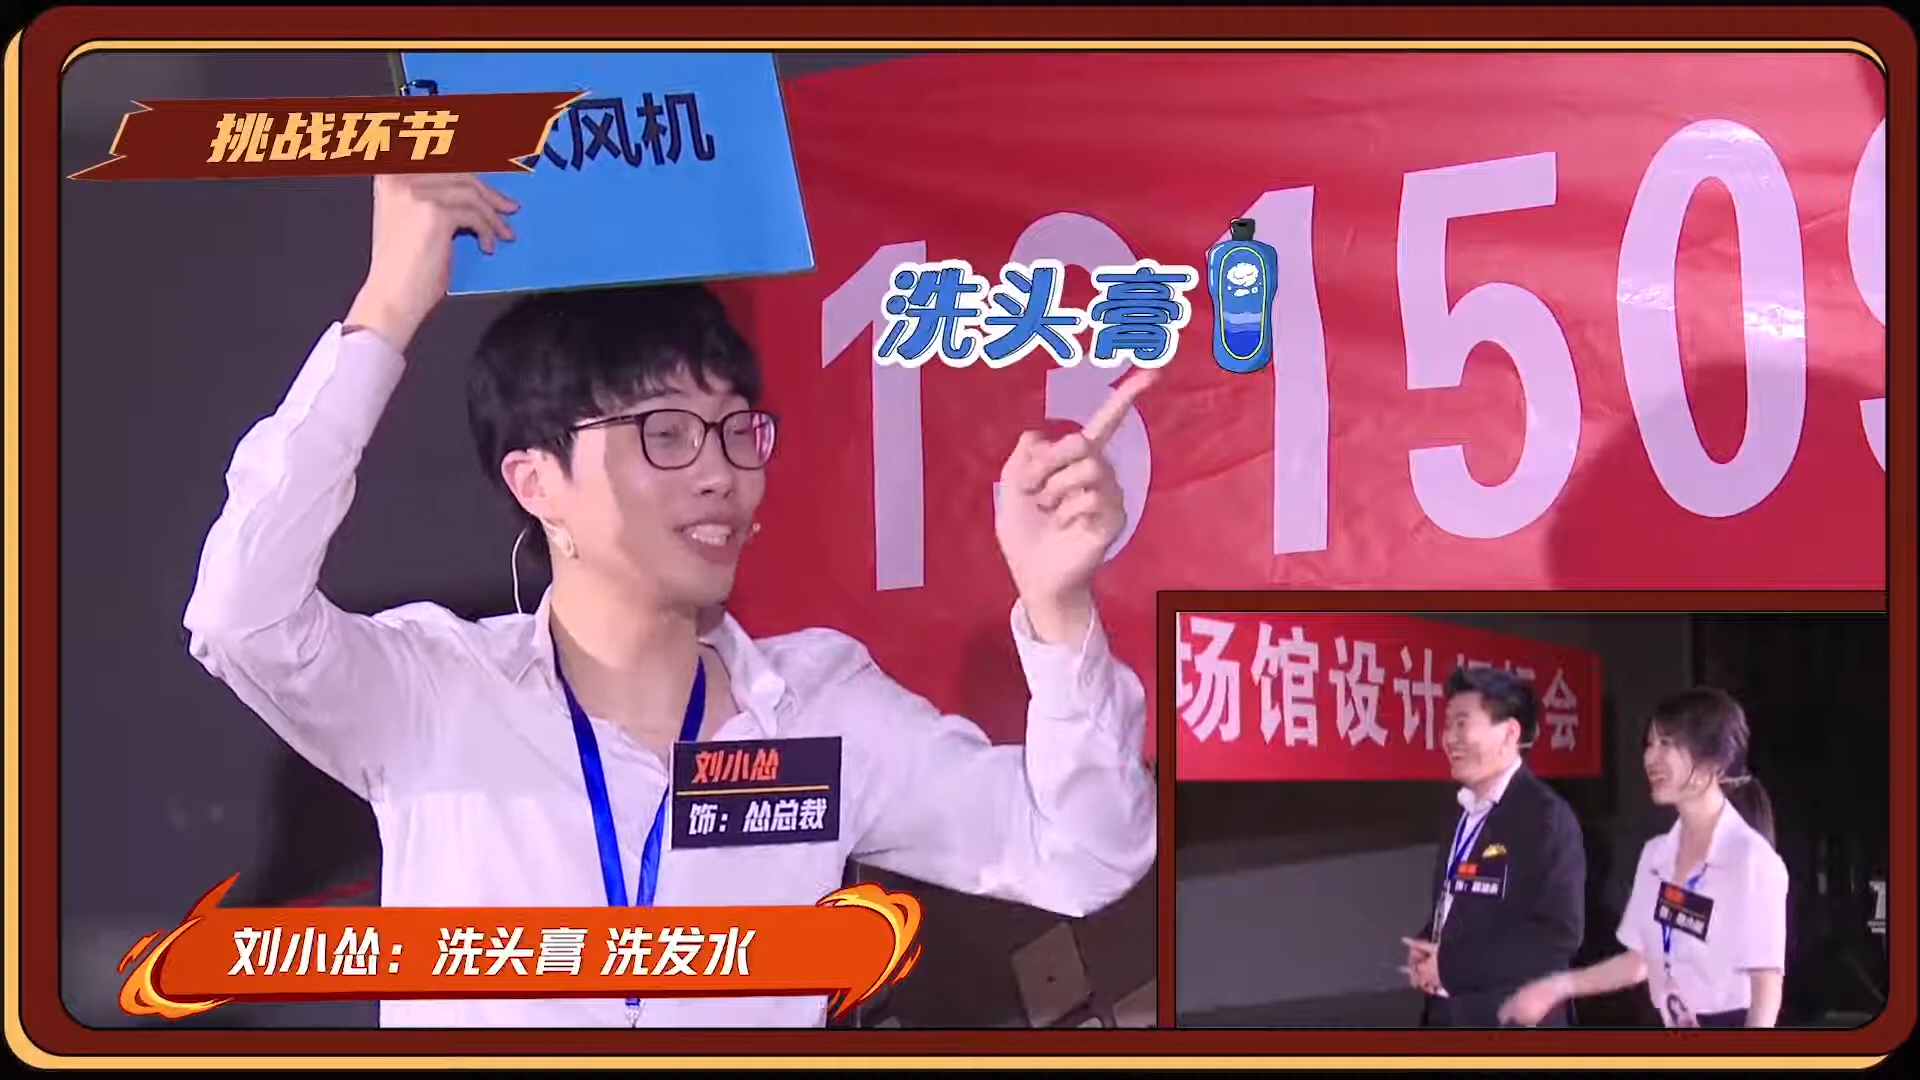 挑战环节
风机
洗头膏
13150
刘小怂
饰：怂总裁
场馆设计
会
刘小怂：洗头膏 洗发水